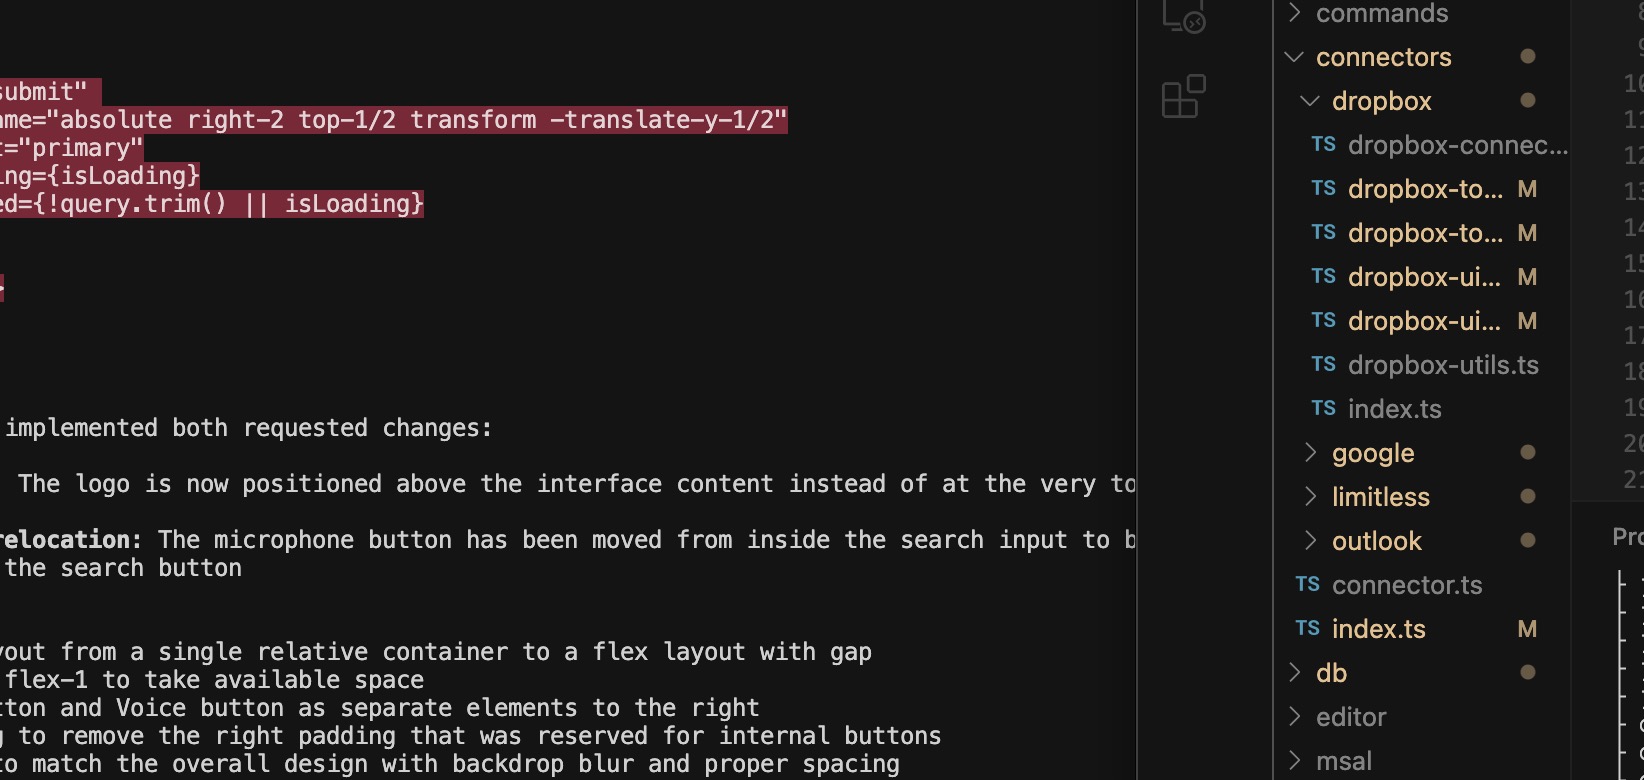 submit"
ame="absolute right-2 top-1/2 transform -translate-y-1/2"
t="primary"
ing={isLoading}
ed={!query.trim() || isLoading}
>
implemented both requested changes:
The logo is now positioned above the interface content instead of at the very to
relocation: The microphone button has been moved from inside the search input to b
the search button
yout from a single relative container to a flex layout with gap
flex-1 to take available space
tton and Voice button as separate elements to the right
g to remove the right padding that was reserved for internal buttons
to match the overall design with backdrop blur and proper spacing
commands
connectors
dropbox
TS dropbox-connec...
TS dropbox-to... M
TS dropbox-to... M
TS dropbox-ui... M
TS dropbox-ui... M
TS dropbox-utils.ts
TS index.ts
google
limitless
outlook
TS connector.ts
TS index.ts M
db
editor
msal
10
11
12
13
14
15
16
17
18
19
20
21
Pro